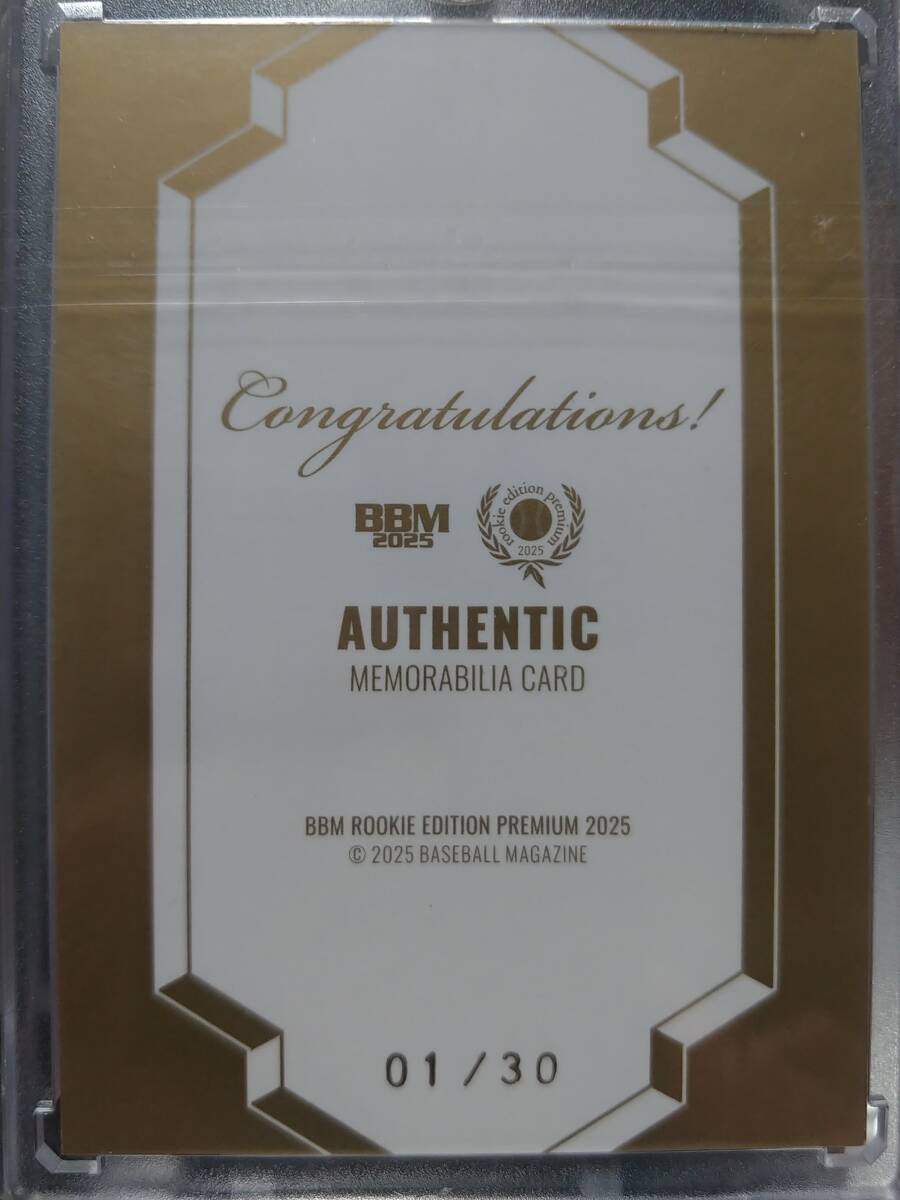 Congratulations!
BBM
2025
rookie edition premium
2025
AUTHENTIC
MEMORABILIA CARD
BBM ROOKIE EDITION PREMIUM 2025
© 2025 BASEBALL MAGAZINE
01/30